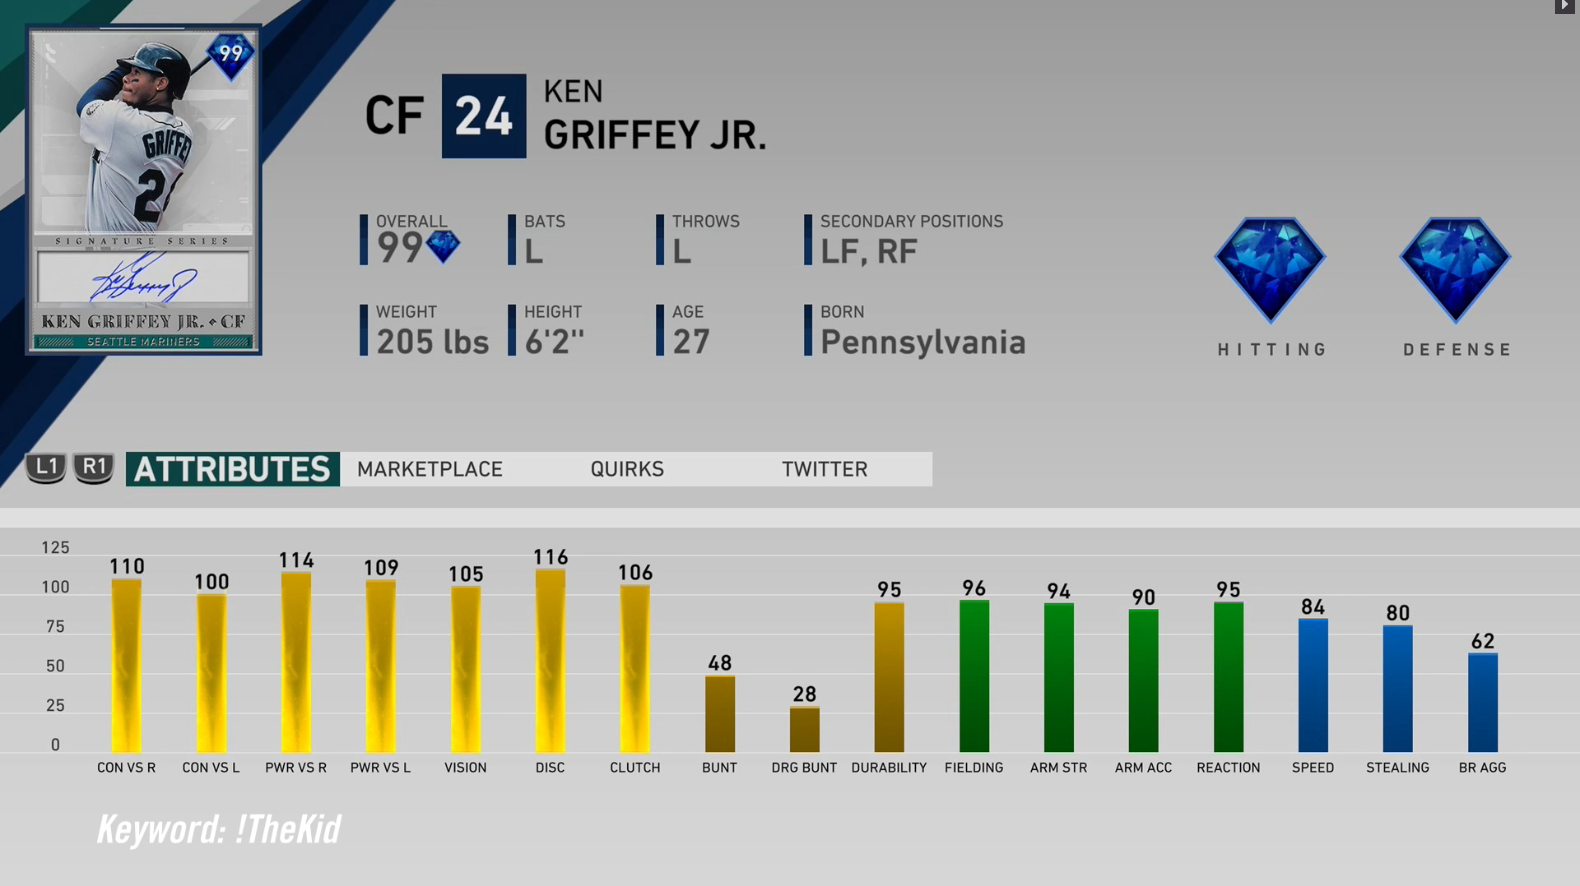 99
GRIFFEY
24
SIGNATURE SERIES
KEN GRIFFEY JR. CF
SEATTLE MARINERS
CF
24
KEN
GRIFFEY JR.
OVERALL
99
BATS
L
THROWS
L
SECONDARY POSITIONS
LF, RF
WEIGHT
205 lbs
HEIGHT
6'2"
AGE
27
BORN
Pennsylvania
HITTING
DEFENSE
L1 R1 ATTRIBUTES MARKETPLACE QUIRKS TWITTER
125
100
75
50
25
0
110 100 114 109 105 116 106 48 28 95 96 94 90 95 84 80 62
CON VS R CON VS L PWR VS R PWR VS L VISION DISC CLUTCH BUNT DRG BUNT DURABILITY FIELDING ARM STR ARM ACC REACTION SPEED STEALING BR AGG
Keyword: !TheKid